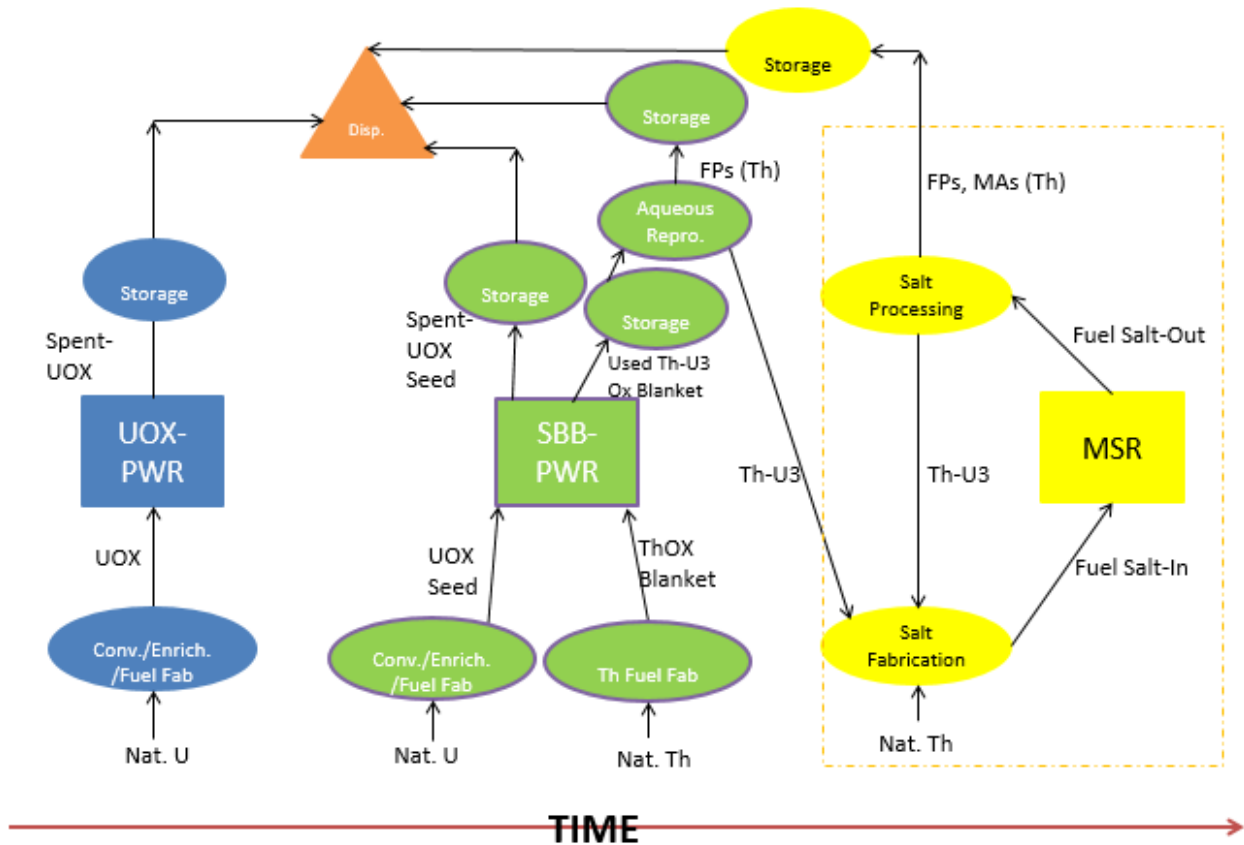 Storage
Storage
Disp.
FPs (Th)
FPs, MAs (Th)
Aqueous
Repro.
Storage
Storage
Storage
Salt
Processing
Spent-
UOX
Spent-
UOX
Seed
Used Th-U3
Ox Blanket
Fuel Salt-Out
UOX-
PWR
SBB-
PWR
MSR
Th-U3
Th-U3
UOX
UOX
Seed
ThOX
Blanket
Fuel Salt-In
Conv./Enrich.
/Fuel Fab
Conv./Enrich.
/Fuel Fab
Th Fuel Fab
Salt
Fabrication
Nat. U
Nat. U
Nat. Th
Nat. Th
TIME